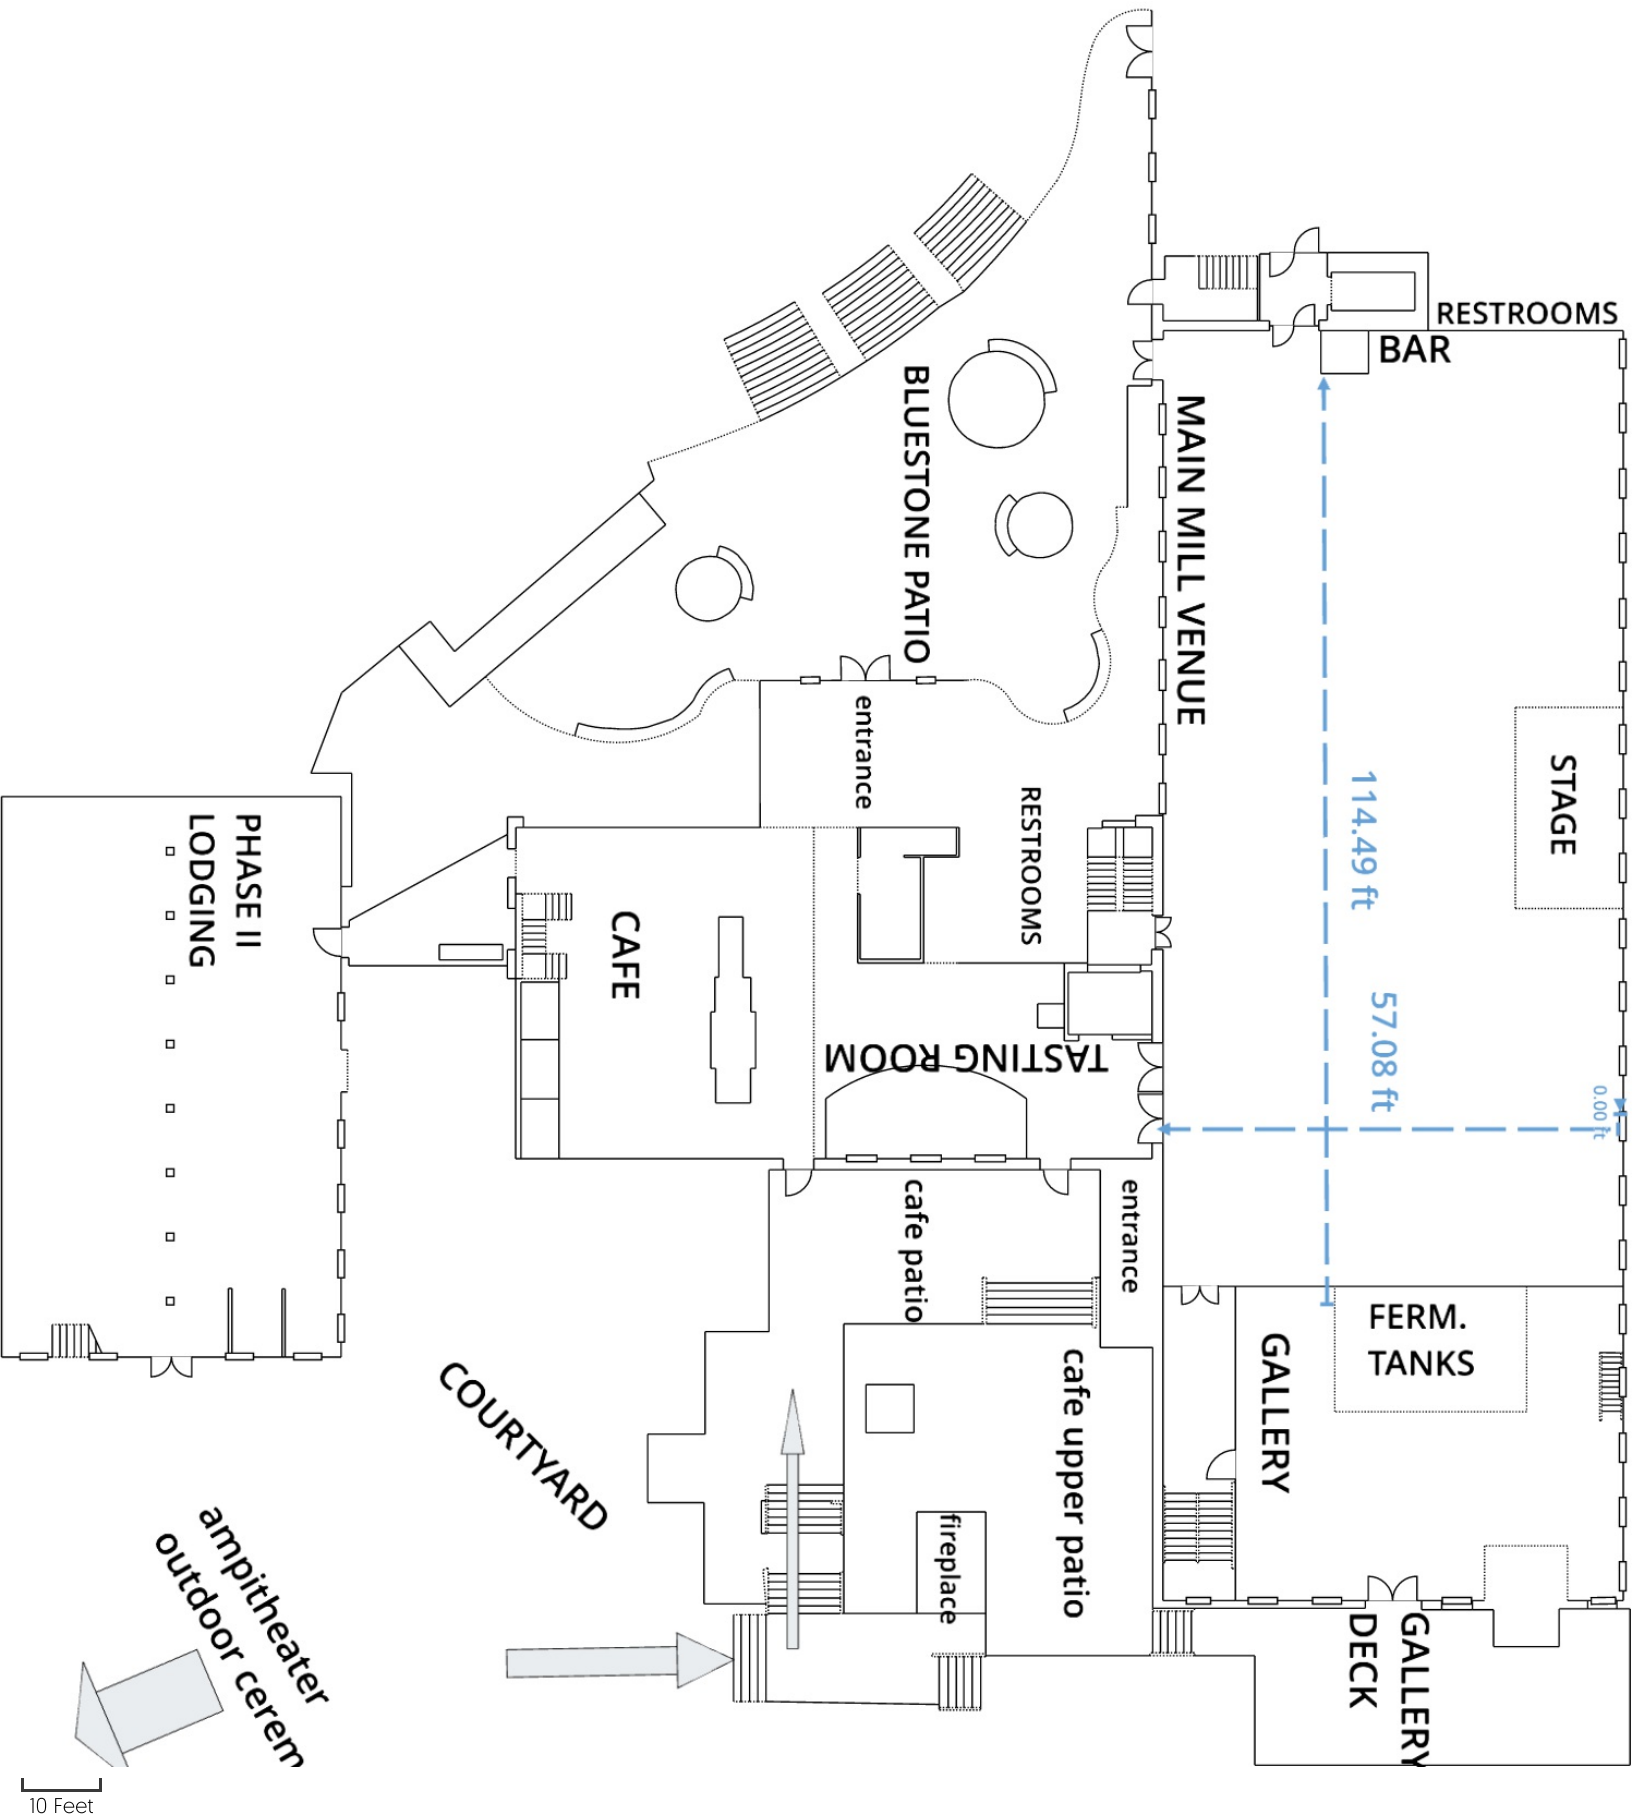 RESTROOMS
BAR
BLUESTONE PATIO
MAIN MILL VENUE
entrance
STAGE
114.49 ft
RESTROOMS
PHASE II
LODGING
CAFE
57.08 ft
TASTING ROOM
0.00 ft
cafe patio
entrance
FERM.
TANKS
GALLERY
cafe upper patio
COURTYARD
fireplace
ampitheater
outdoor cerem
GALLERY
DECK
10 Feet